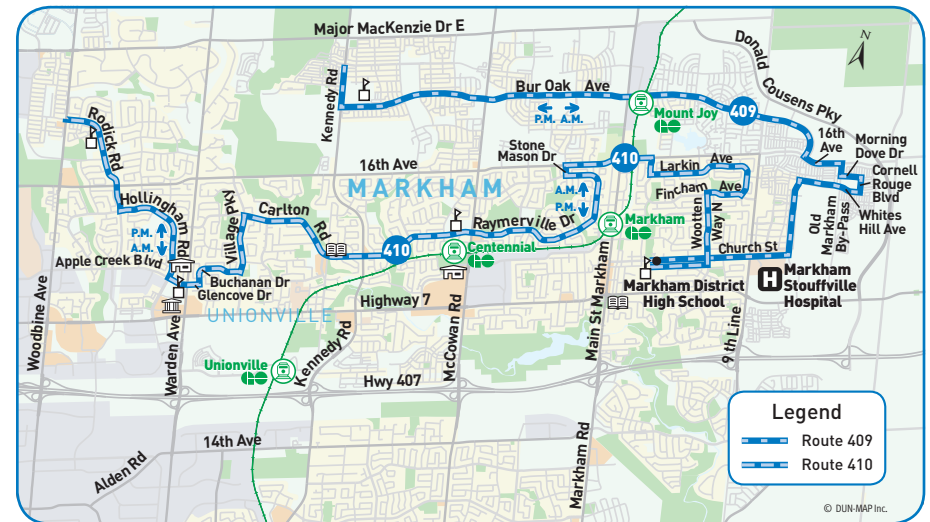 Major MacKenzie Dr E
Donald
Cousens Pky
N
Kennedy Rd
Bur Oak Ave
P.M. A.M.
Mount Joy
409
Rodick Rd
Stone
Mason Dr
410
16th
Ave
Morning
Dove Dr
16th Ave
Larkin Ave
Cornell
Rouge
Blvd
MARKHAM
Fincham Ave
A.M.
P.M.
Hollingham Rd
Village Pky
Carlton Rd
Raymerville Dr
Markham
Wootten
Way N
Old
Markham
By-Pass
Whites
Hill Ave
P.M.
A.M.
410
Centennial
Church St
Apple Creek Blvd
Buchanan Dr
Glencove Dr
Markham District
High School
H
Markham
Stouffville
Hospital
Highway 7
UNIONVILLE
Woodbine Ave
Warden Ave
Kennedy Rd
McCowan Rd
Main St Markham
9th Line
Unionville
Hwy 407
14th Ave
Alden Rd
Markham Rd
Legend
Route 409
Route 410
© DUN-MAP Inc.